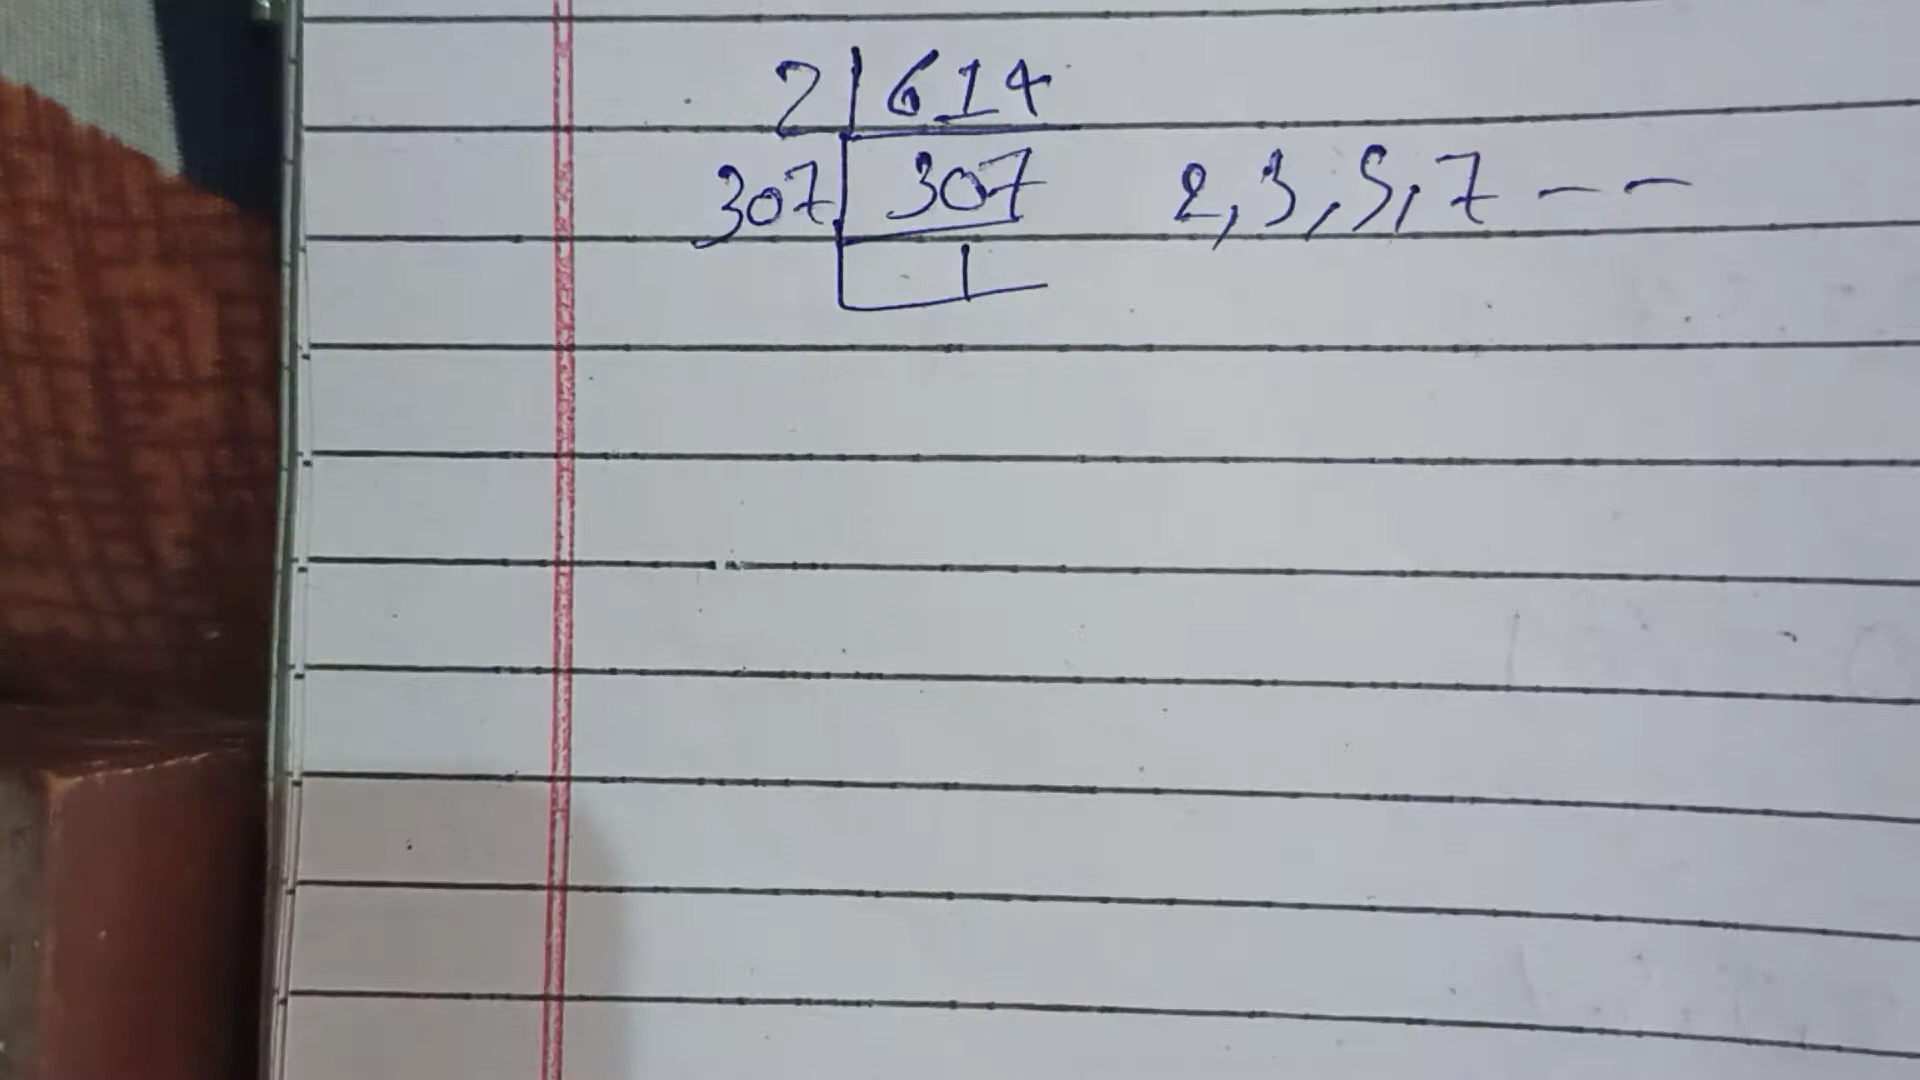 2 | 614
307 | 307 2, 3, 5, 7 - -
1